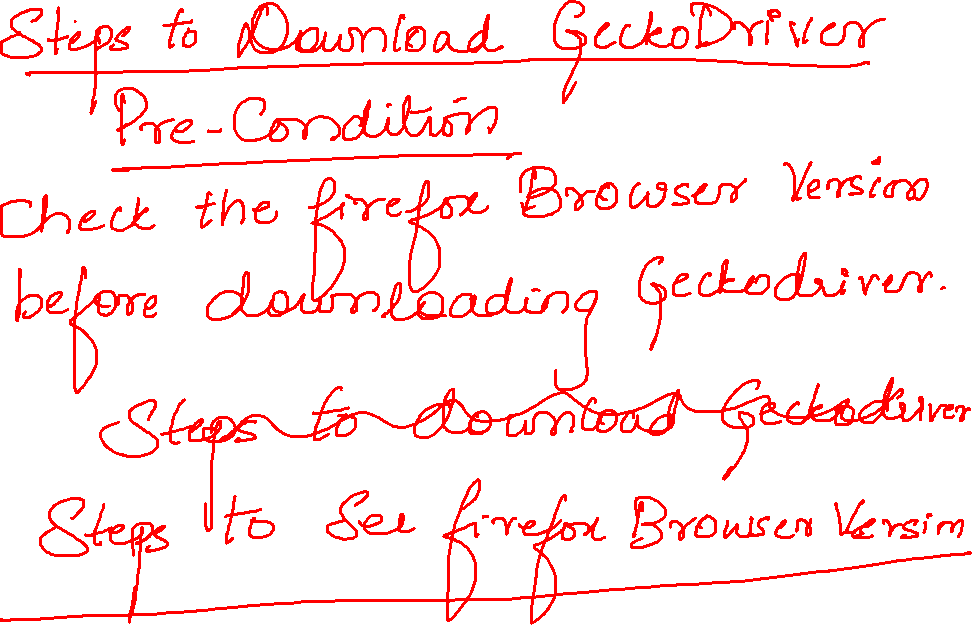 Steps to Download GeckoDriver
Pre-Condition
Check the firefox Browser Version
before downloading Geckodriver.
Steps to download Geckodriver
Steps to See firefox Browser Version